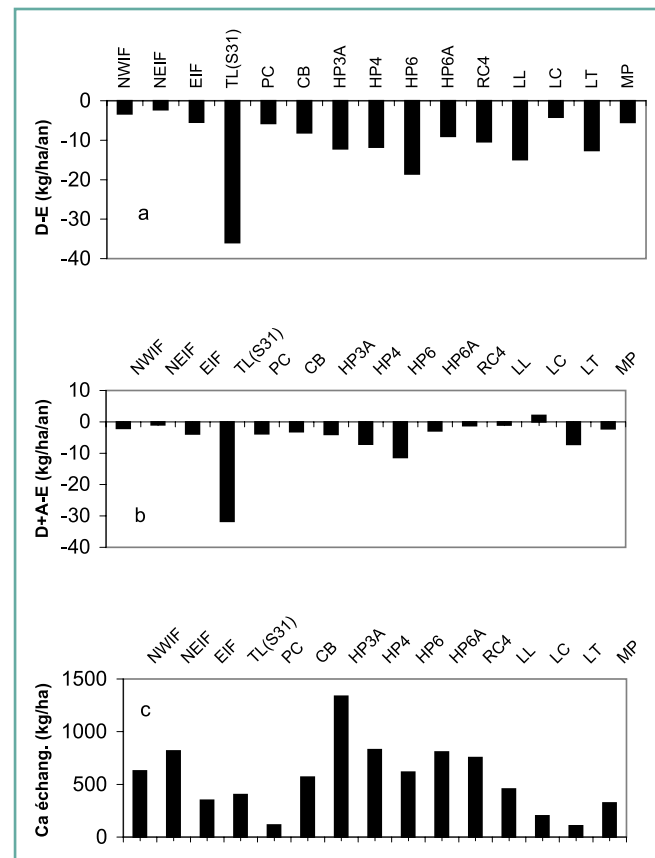 NWIF NEIF EIF TL(S31) PC CB HP3A HP4 HP6 HP6A RC4 LL LC LT MP
0
-10
-20
-30
-40
D-E (kg/ha/an)
a
NWIF NEIF EIF TL(S31) PC CB HP3A HP4 HP6 HP6A RC4 LL LC LT MP
10
0
-10
-20
-30
-40
D+A-E (kg/ha/an)
b
NWIF NEIF EIF TL(S31) PC CB HP3A HP4 HP6 HP6A RC4 LL LC LT MP
1500
1000
500
0
Ca échang. (kg/ha)
c